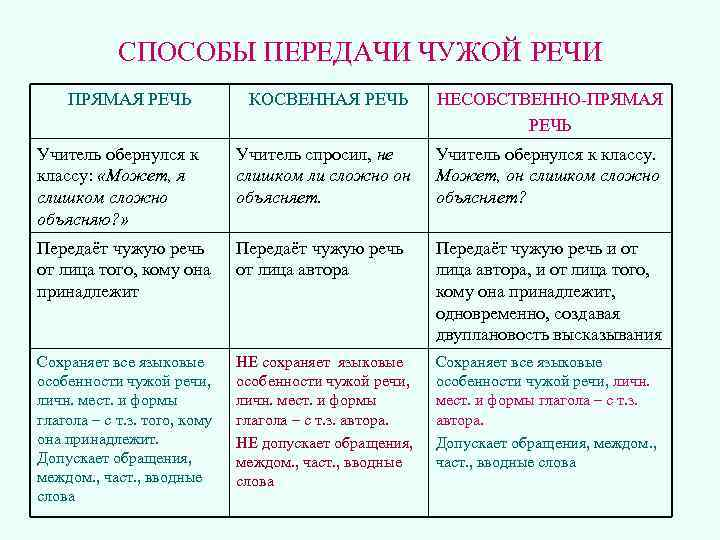 СПОСОБЫ ПЕРЕДАЧИ ЧУЖОЙ РЕЧИ
ПРЯМАЯ РЕЧЬ
КОСВЕННАЯ РЕЧЬ
НЕСОБСТВЕННО-ПРЯМАЯ
РЕЧЬ
Учитель обернулся к
классу: «Может, я
слишком сложно
объясняю?»
Учитель спросил, не
слишком ли сложно он
объясняет.
Учитель обернулся к классу.
Может, он слишком сложно
объясняет?
Передаёт чужую речь
от лица того, кому она
принадлежит
Передаёт чужую речь
от лица автора
Передаёт чужую речь и от
лица автора, и от лица того,
кому она принадлежит,
одновременно, создавая
двуплановость высказывания
Сохраняет все языковые
особенности чужой речи,
личн. мест. и формы
глагола – с т.з. того, кому
она принадлежит.
Допускает обращения,
междом., част., вводные
слова
НЕ сохраняет языковые
особенности чужой речи,
личн. мест. и формы
глагола – с т.з. автора.
НЕ допускает обращения,
междом., част., вводные
слова
Сохраняет все языковые
особенности чужой речи, личн.
мест. и формы глагола – с т.з.
автора.
Допускает обращения, междом.,
част., вводные слова